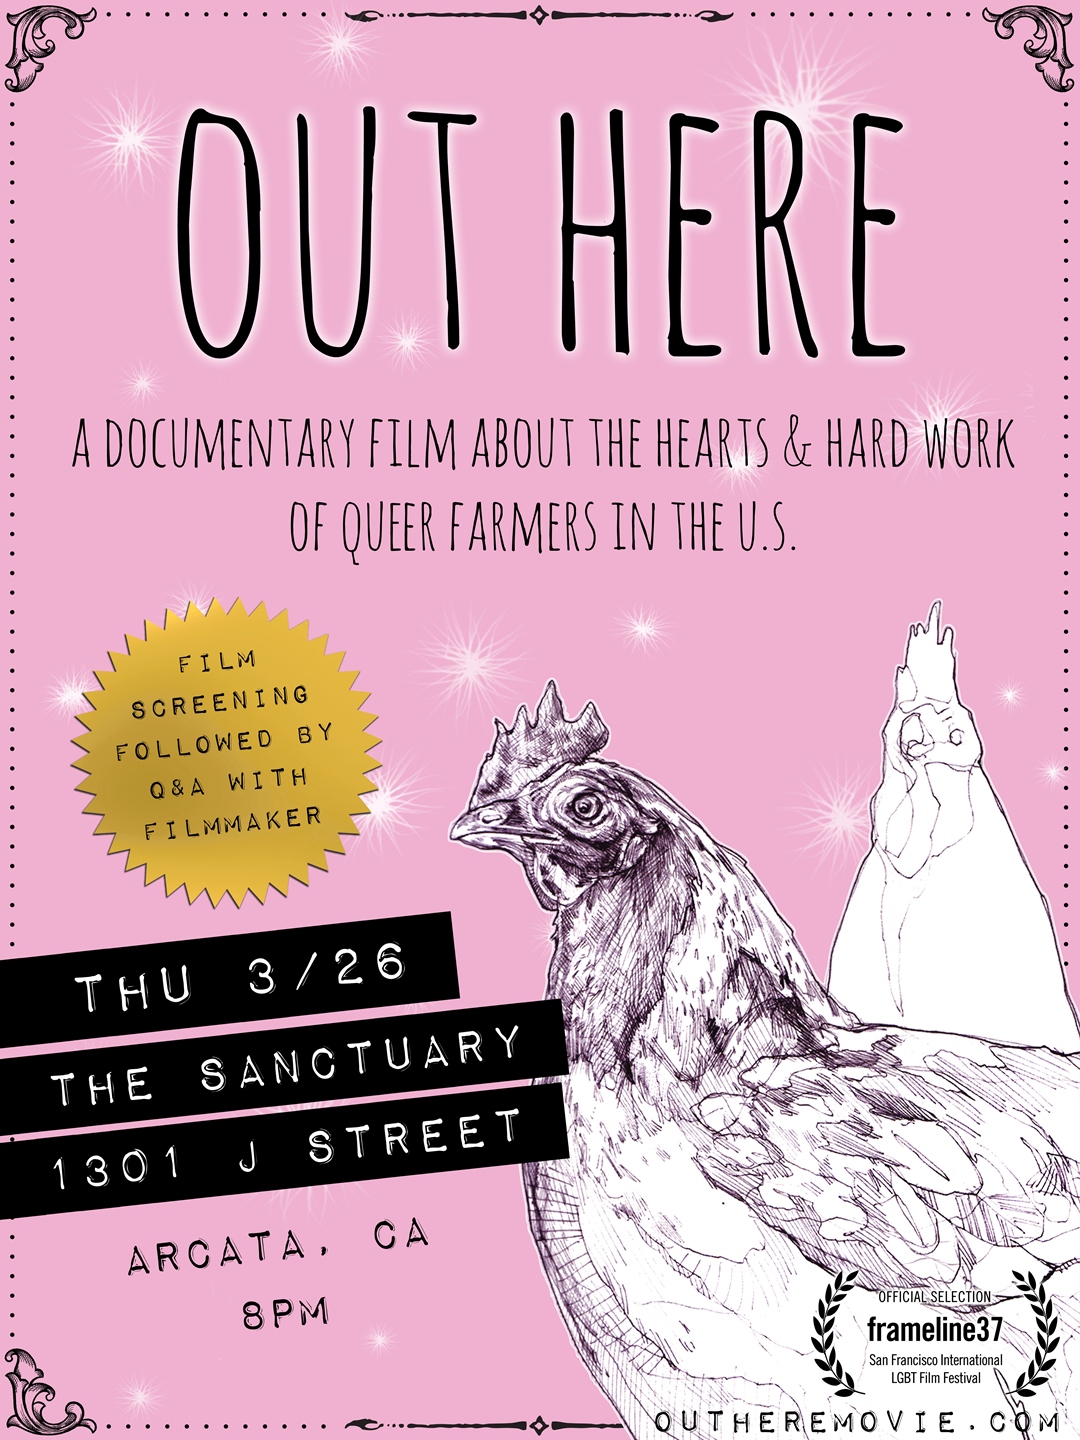 OUT HERE
A DOCUMENTARY FILM ABOUT THE HEARTS & HARD WORK
OF QUEER FARMERS IN THE U.S.
FILM
SCREENING
FOLLOWED BY
Q&A WITH
FILMMAKER
THU 3/26
THE SANCTUARY
1301 J STREET
ARCATA, CA
8PM
OFFICIAL SELECTION
frameline37
San Francisco International
LGBT Film Festival
OUTHEREMOVIE.COM